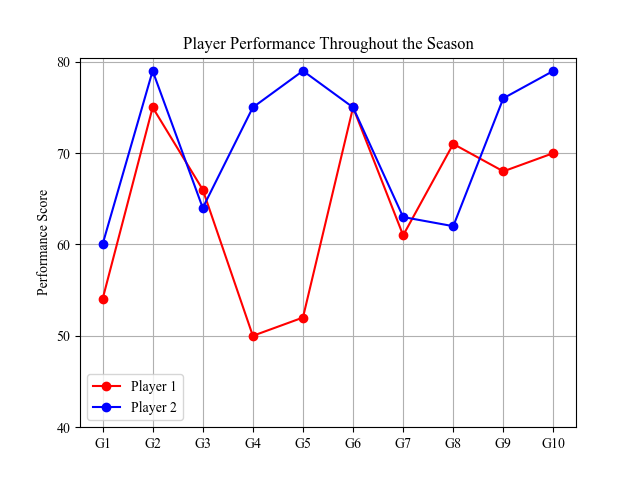 Player Performance Throughout the Season
Performance Score
80
70
60
50
40
Player 1
Player 2
G1 G2 G3 G4 G5 G6 G7 G8 G9 G10